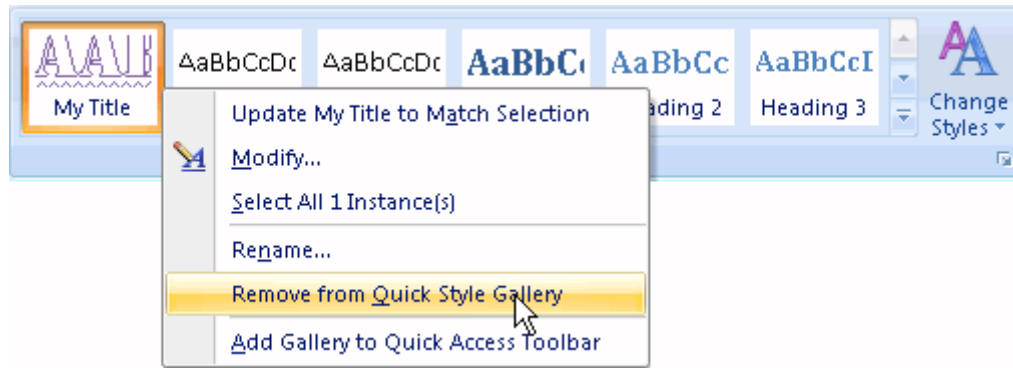 AAAB AaBbCcDc AaBbCcDc AaBbC AaBbCc AaBbCcI
My Title ading 2 Heading 3 Change Styles
Update My Title to Match Selection
Modify...
Select All 1 Instance(s)
Rename...
Remove from Quick Style Gallery
Add Gallery to Quick Access Toolbar